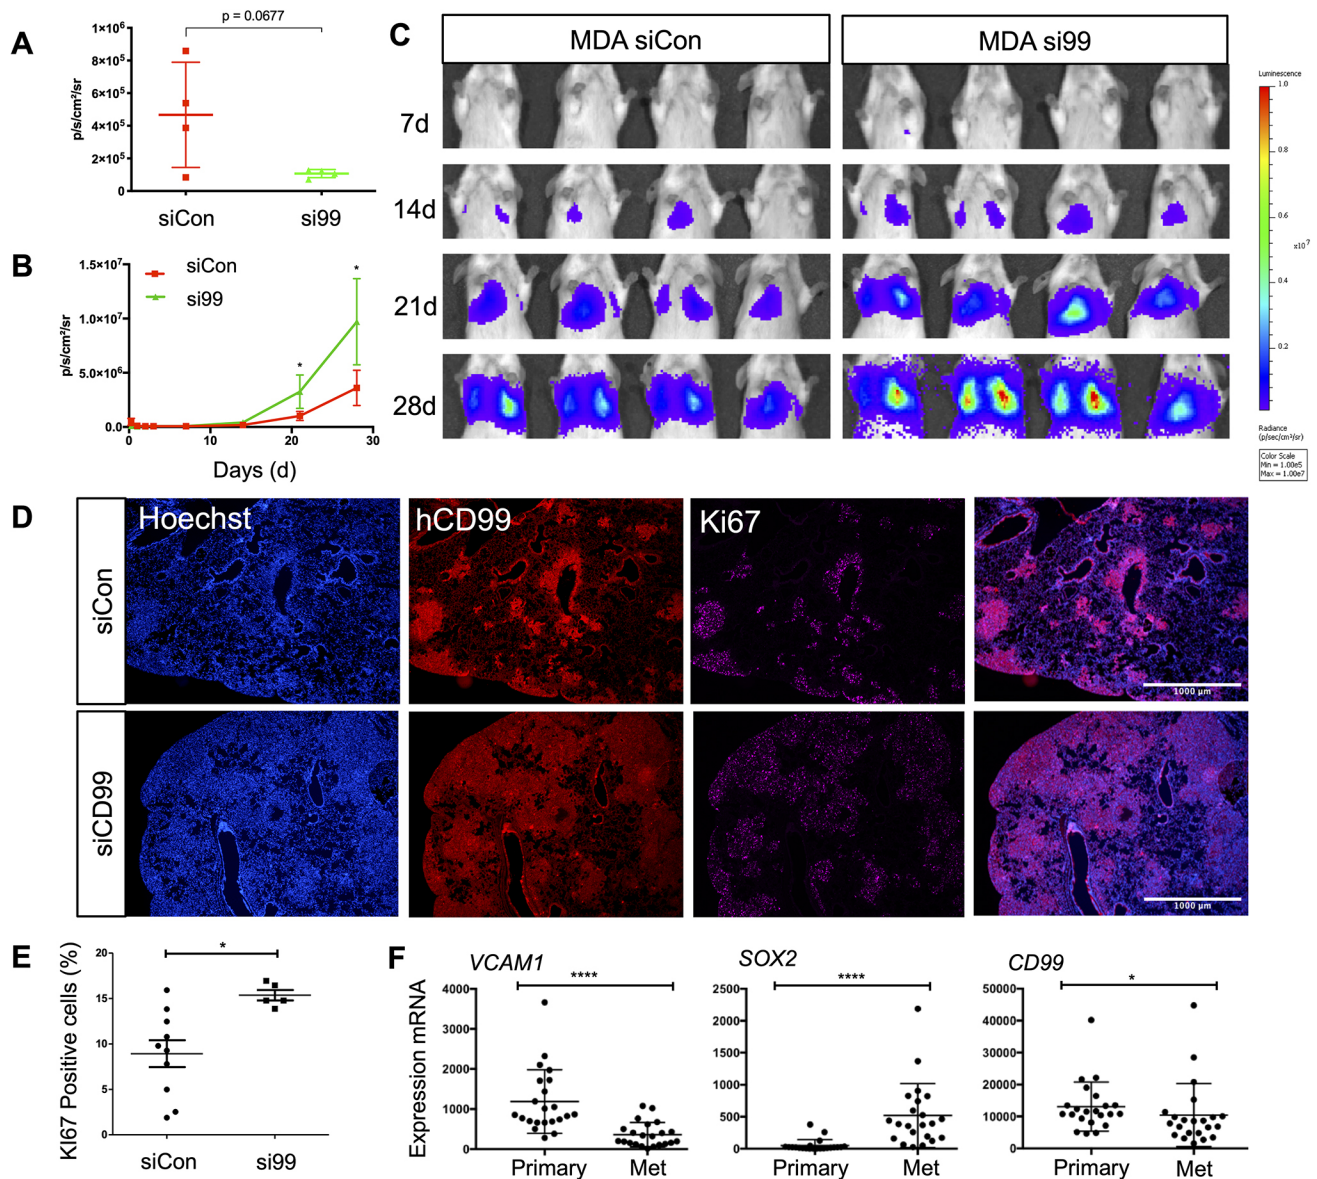 A
p = 0.0677
p/s/cm²/sr
1×10⁶
8×10⁵
6×10⁵
4×10⁵
2×10⁵
0
siCon
si99
B
siCon
si99
p/s/cm²/sr
1.5×10⁷
1.0×10⁷
5.0×10⁶
0.0
0
10
20
30
*
*
Days (d)
C
MDA siCon
MDA si99
7d
14d
21d
28d
Luminescence
1.0
0.8
0.6
×10⁷
0.4
0.2
Radiance
(p/sec/cm²/sr)
Color Scale
Min = 1.00e5
Max = 1.00e7
D
Hoechst
hCD99
Ki67
siCon
1000 µm
siCD99
1000 µm
E
KI67 Positive cells (%)
20
15
10
5
0
*
siCon
si99
F
Expression mRNA
VCAM1
****
4000
3000
2000
1000
0
Primary
Met
SOX2
****
2500
2000
1500
1000
500
0
Primary
Met
CD99
*
50000
40000
30000
20000
10000
0
Primary
Met